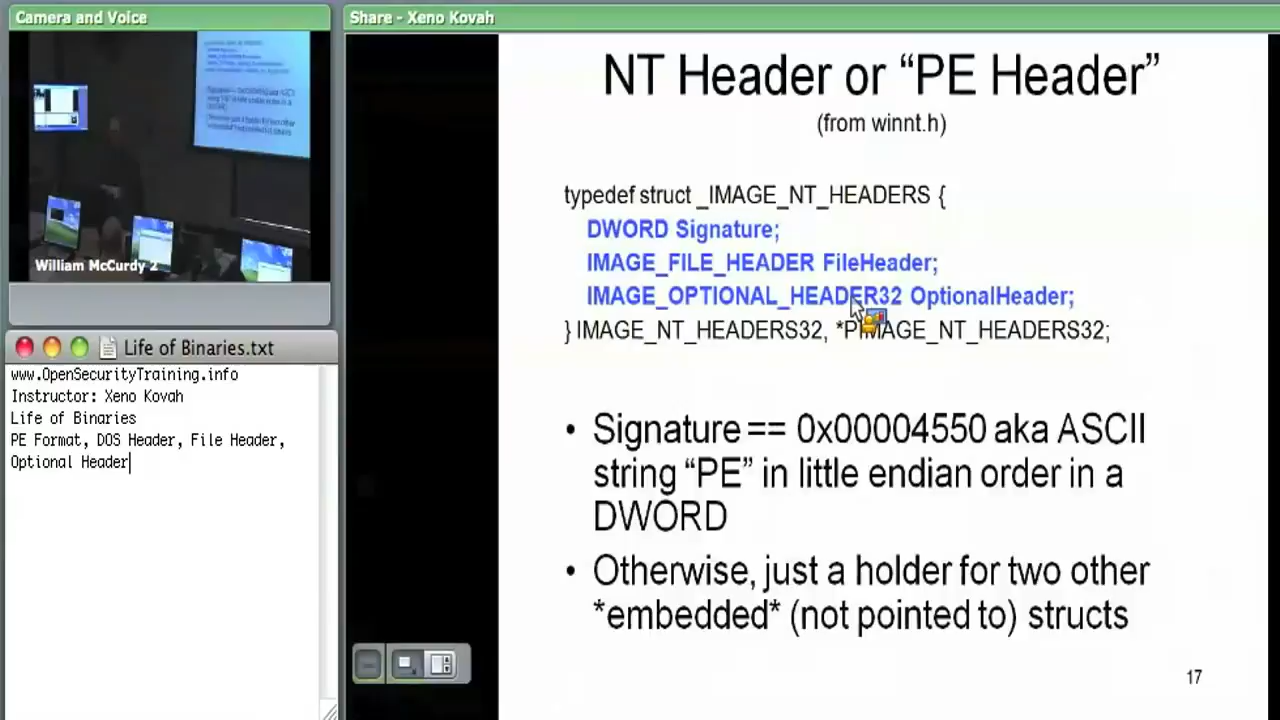 Camera and Voice
William McCurdy 2
Life of Binaries.txt
www.OpenSecurityTraining.info
Instructor: Xeno Kovah
Life of Binaries
PE Format, DOS Header, File Header,
Optional Header
Share - Xeno Kovah
NT Header or “PE Header”
(from winnt.h)
typedef struct _IMAGE_NT_HEADERS {
DWORD Signature;
IMAGE_FILE_HEADER FileHeader;
IMAGE_OPTIONAL_HEADER32 OptionalHeader;
} IMAGE_NT_HEADERS32, *PIMAGE_NT_HEADERS32;
• Signature == 0x00004550 aka ASCII
string “PE” in little endian order in a
DWORD
• Otherwise, just a holder for two other
*embedded* (not pointed to) structs
17